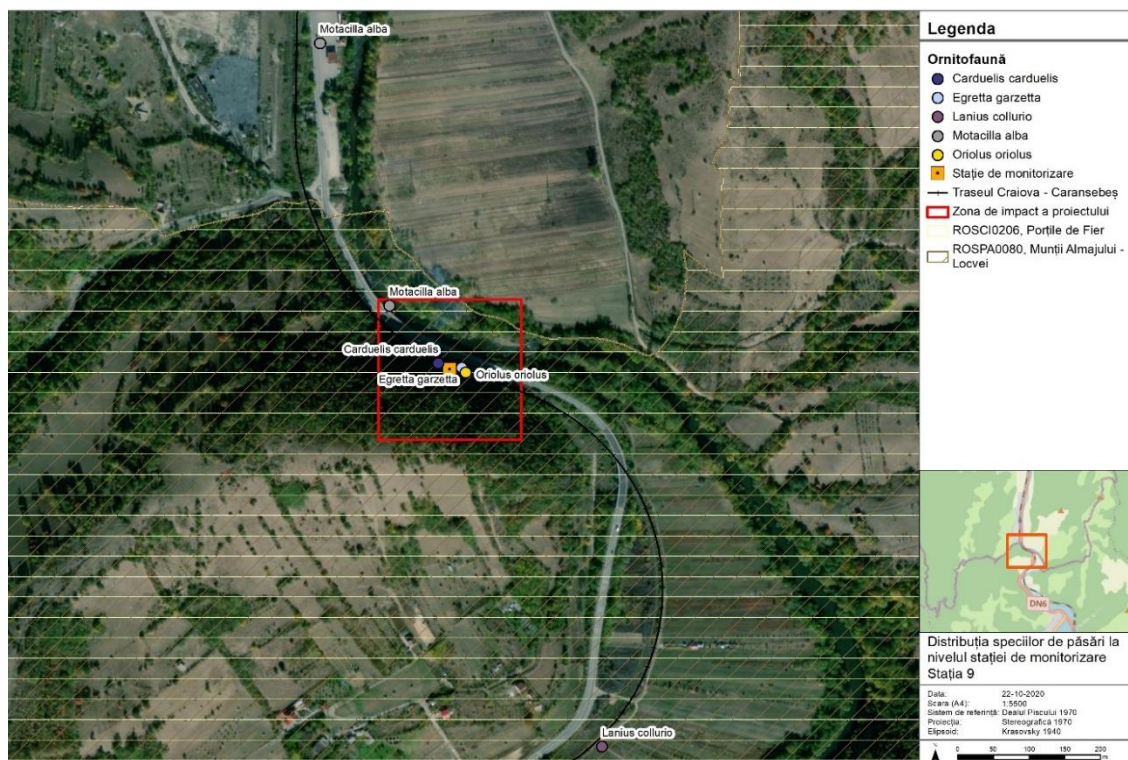 Motacilla alba
Motacilla alba
Carduelis carduelis
Egretta garzetta
Oriolus oriolus
Lanius collurio
Legenda
Ornitofaună
Carduelis carduelis
Egretta garzetta
Lanius collurio
Motacilla alba
Oriolus oriolus
Stație de monitorizare
Traseul Craiova - Caransebeș
Zona de impact a proiectului
ROSCI0206, Porțile de Fier
ROSPA0080, Munții Almajului -
Locvei
DN6
Distribuția speciilor de păsări la
nivelul stației de monitorizare
Stația 9
Data: 22-10-2020
Scara (A4): 1:5500
Sistem de referință: Dealul Piscului 1970
Proiecția: Stereografică 1970
Elipsoid: Krasovsky 1940
N
0 50 100 150 200
m